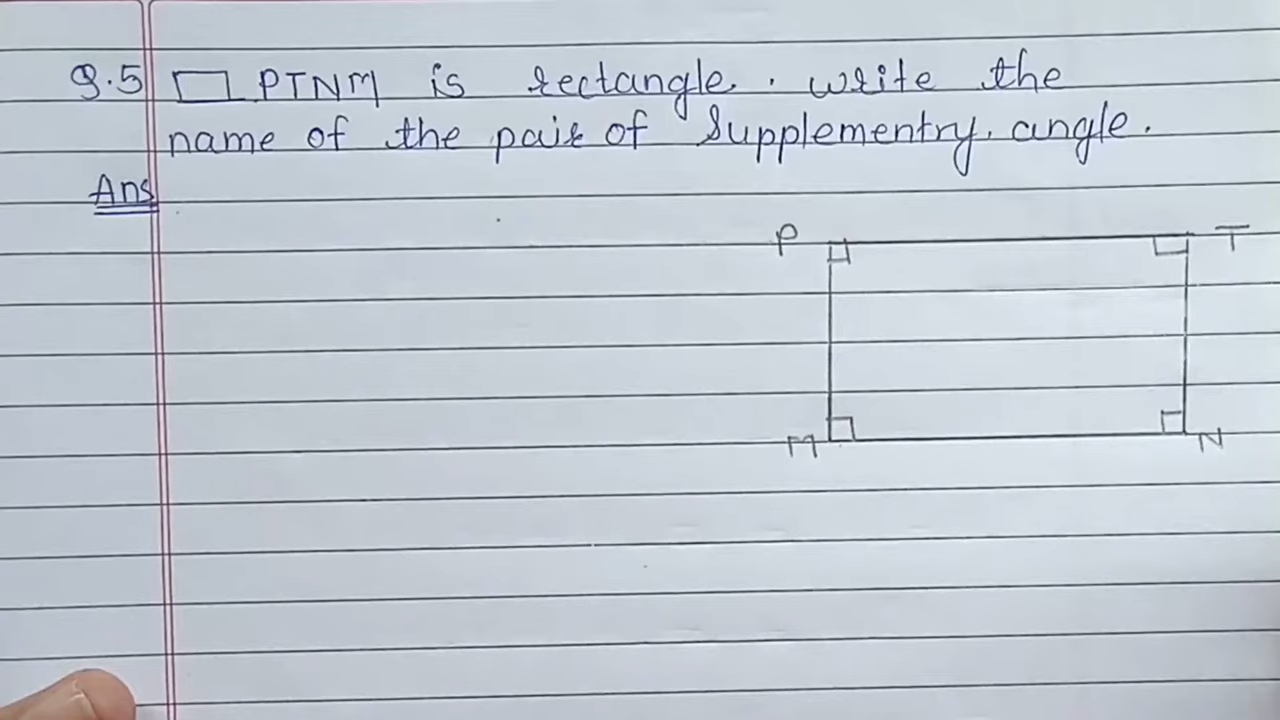 Q.5 ▭ PTNM is rectangle. write the
name of the pair of Supplementry angle.
Ans
P T
M N